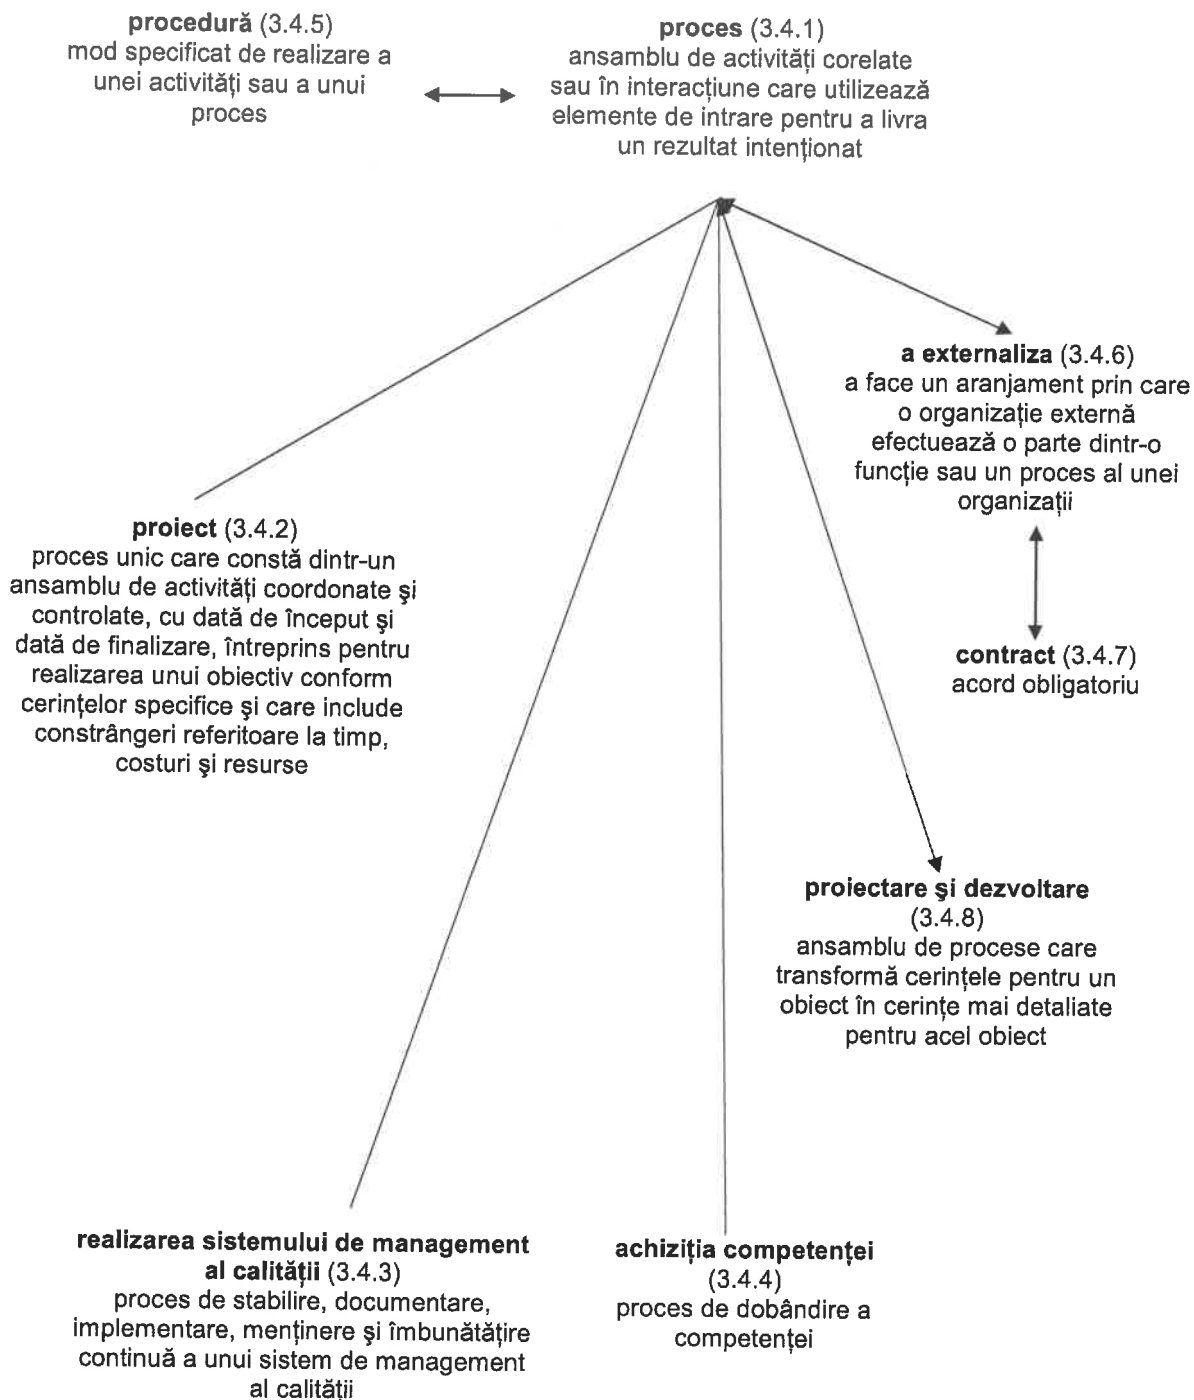 procedură (3.4.5)
mod specificat de realizare a
unei activități sau a unui
proces
proces (3.4.1)
ansamblu de activități corelate
sau în interacțiune care utilizează
elemente de intrare pentru a livra
un rezultat intenționat
a externaliza (3.4.6)
a face un aranjament prin care
o organizație externă
efectuează o parte dintr-o
funcție sau un proces al unei
organizații
proiect (3.4.2)
proces unic care constă dintr-un
ansamblu de activități coordonate şi
controlate, cu dată de început şi
dată de finalizare, întreprins pentru
realizarea unui obiectiv conform
cerințelor specifice şi care include
constrângeri referitoare la timp,
costuri şi resurse
contract (3.4.7)
acord obligatoriu
proiectare şi dezvoltare
(3.4.8)
ansamblu de procese care
transformă cerințele pentru un
obiect în cerințe mai detaliate
pentru acel obiect
realizarea sistemului de management
al calității (3.4.3)
proces de stabilire, documentare,
implementare, menținere şi îmbunătățire
continuă a unui sistem de management
al calității
achiziția competenței
(3.4.4)
proces de dobândire a
competenței